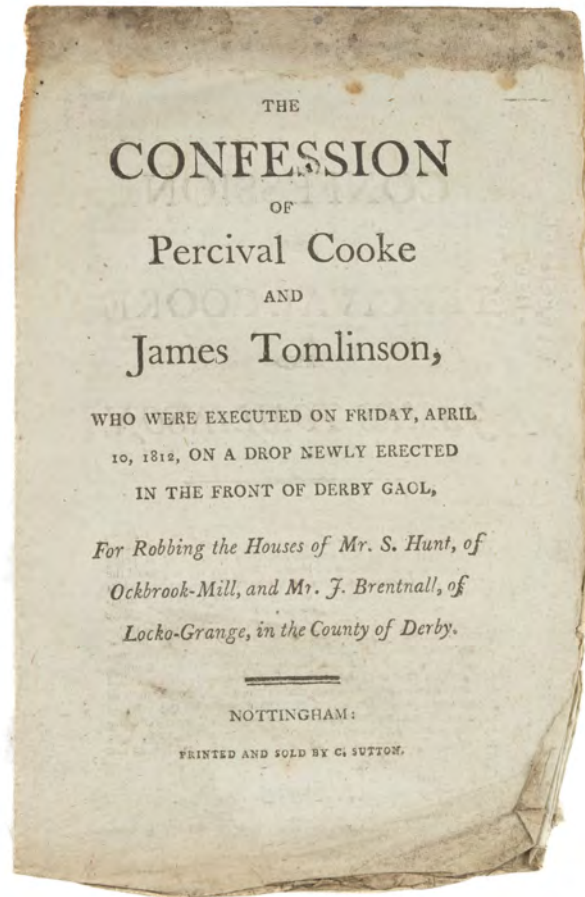 THE
CONFESSION
OF
Percival Cooke
AND
James Tomlinson,
WHO WERE EXECUTED ON FRIDAY, APRIL
10, 1812, ON A DROP NEWLY ERECTED
IN THE FRONT OF DERBY GAOL,
For Robbing the Houses of Mr. S. Hunt, of
Ockbrook-Mill, and Mr. J. Brentnall, of
Locko-Grange, in the County of Derby.
NOTTINGHAM:
PRINTED AND SOLD BY C. SUTTON.